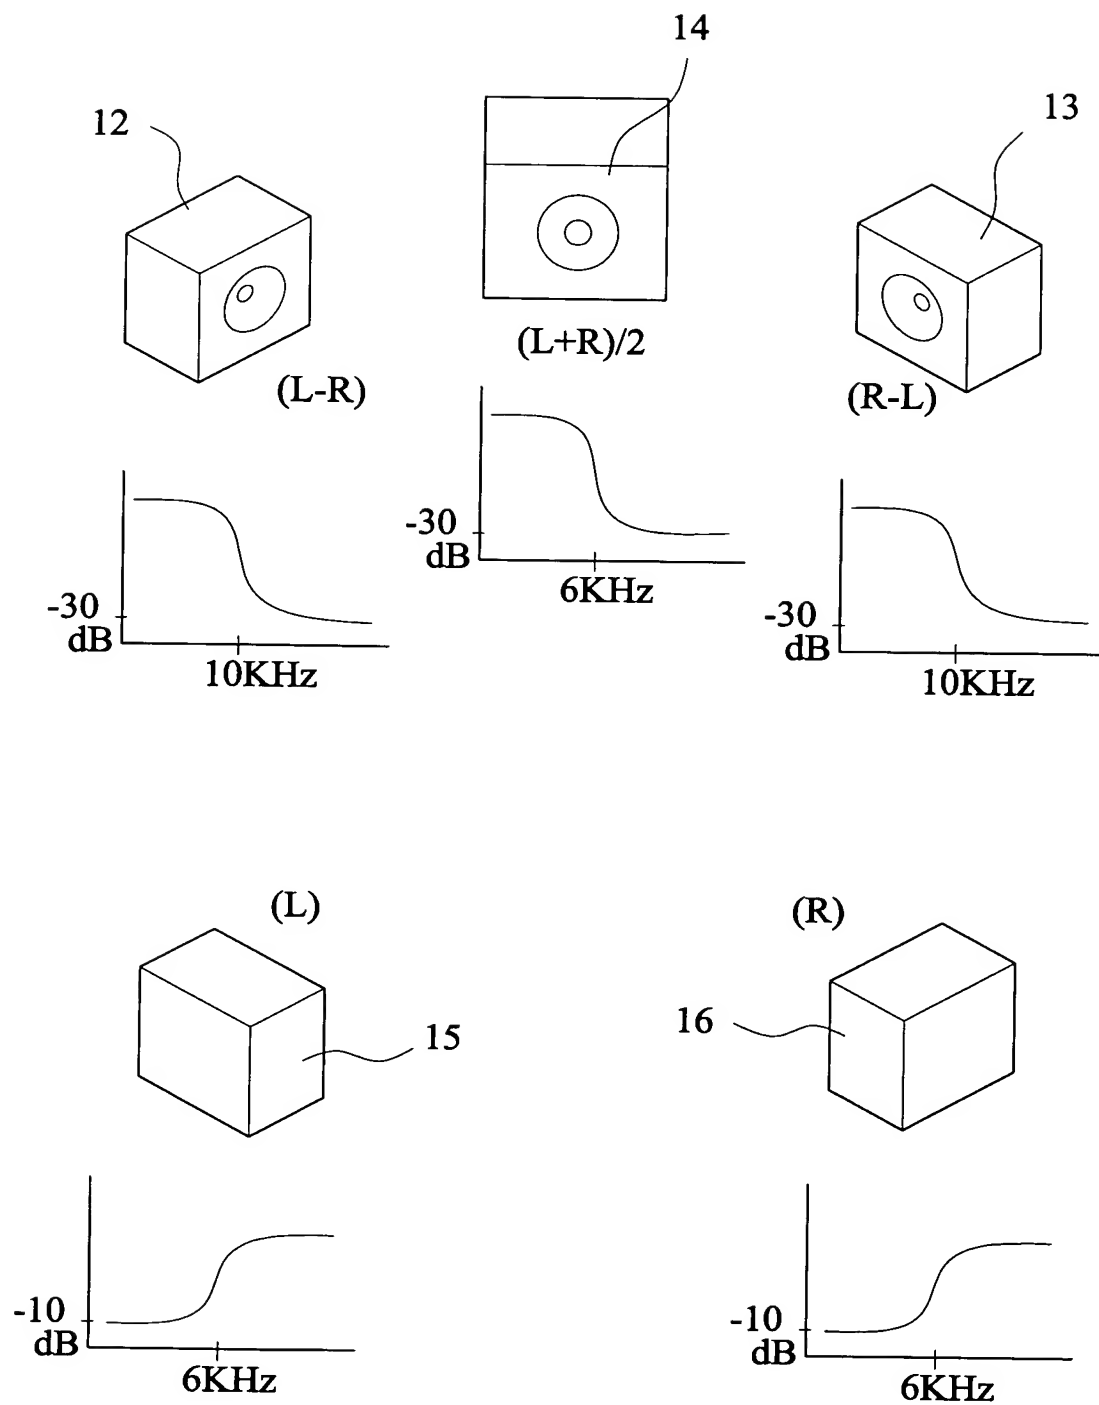 14
12
13
(L+R)/2
(L-R)
(R-L)
-30
dB
6KHz
-30
dB
10KHz
-30
dB
10KHz
(L)
(R)
15
16
-10
dB
6KHz
-10
dB
6KHz